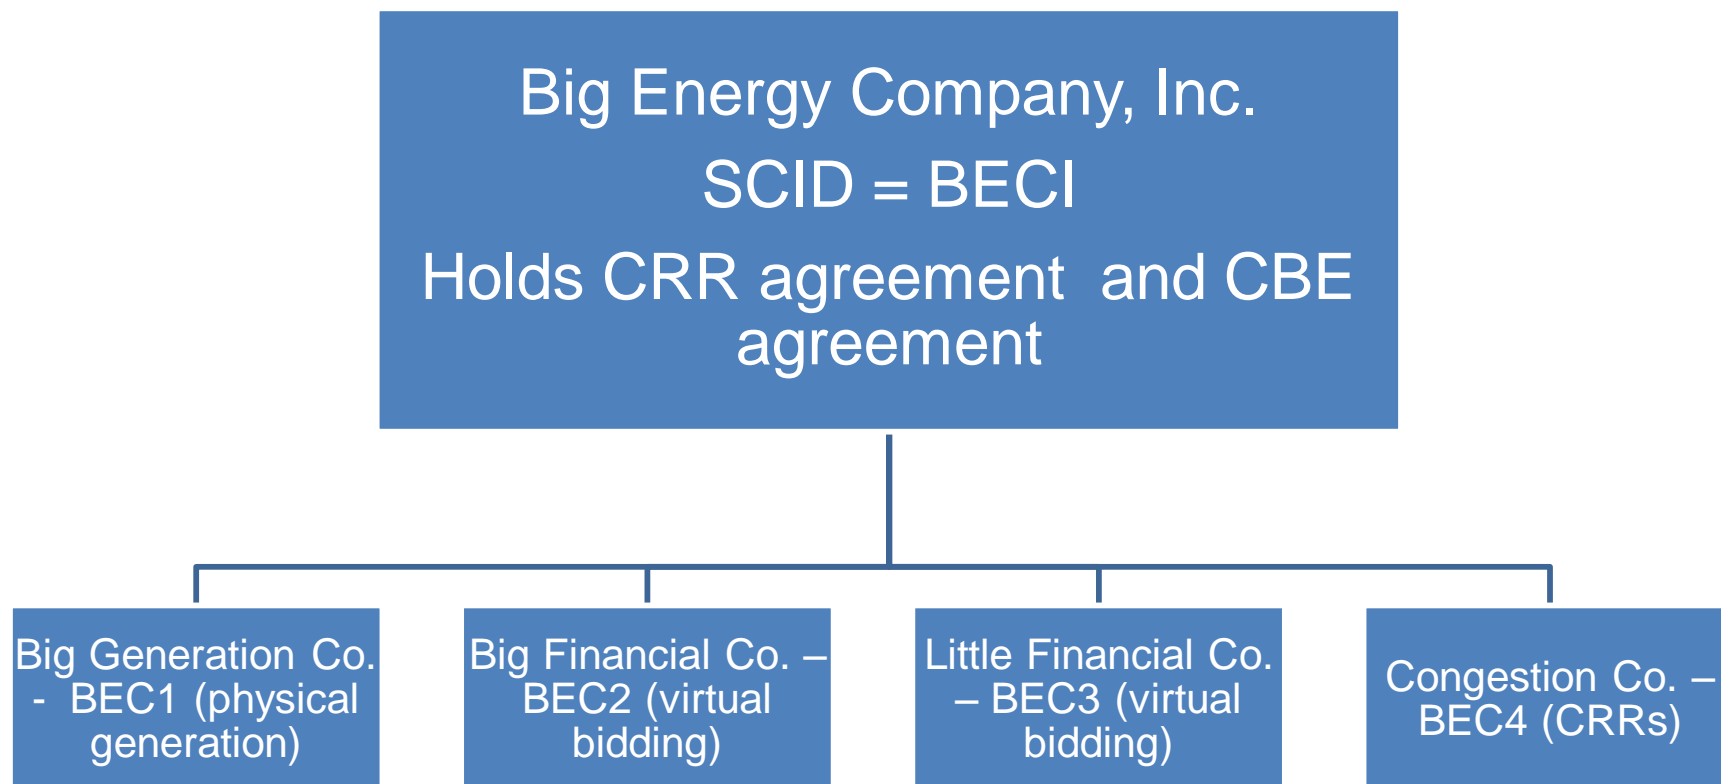 Big Energy Company, Inc.
SCID = BECI
Holds CRR agreement  and CBE
agreement
Big Generation Co.
-  BEC1 (physical
generation)
Big Financial Co. –
BEC2 (virtual
bidding)
Little Financial Co.
– BEC3 (virtual
bidding)
Congestion Co. –
BEC4 (CRRs)